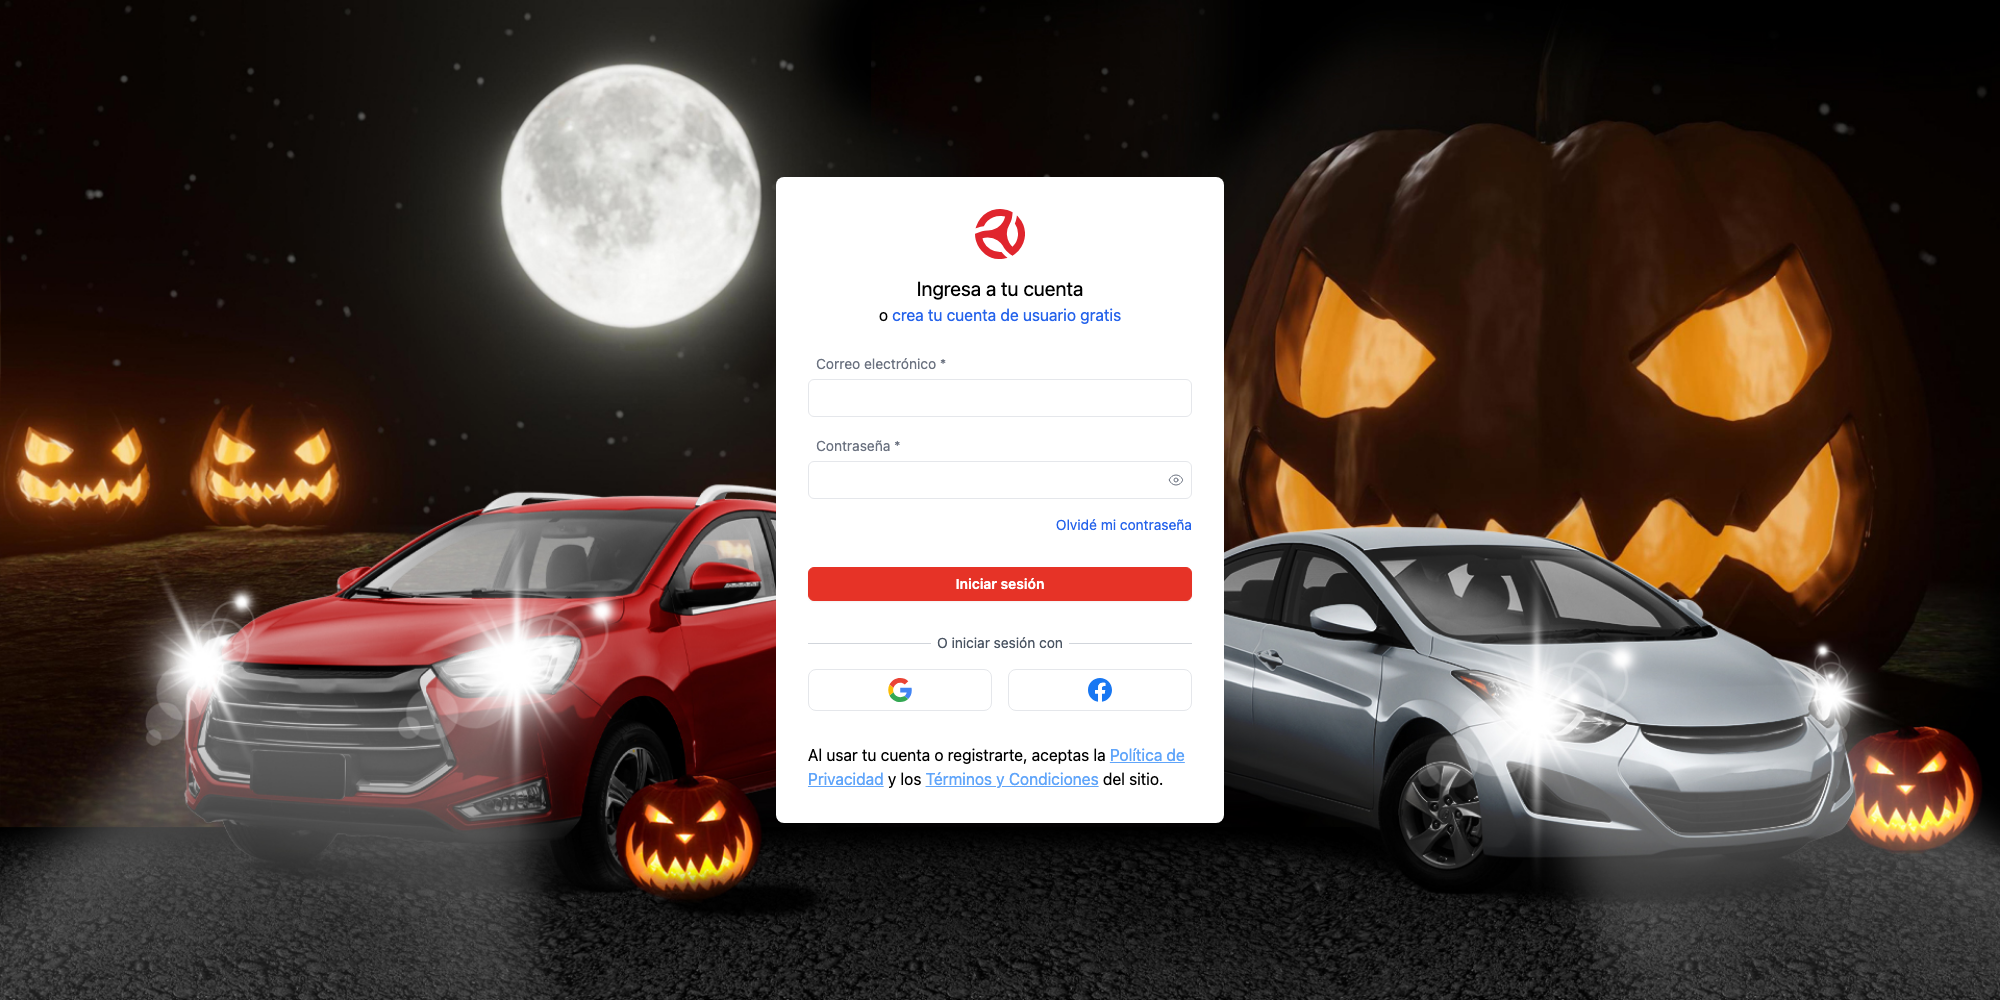 Ingresa a tu cuenta
o crea tu cuenta de usuario gratis
Correo electrónico *
Contraseña *
Olvidé mi contraseña
Iniciar sesión
O iniciar sesión con
Al usar tu cuenta o registrarte, aceptas la Política de
Privacidad y los Términos y Condiciones del sitio.